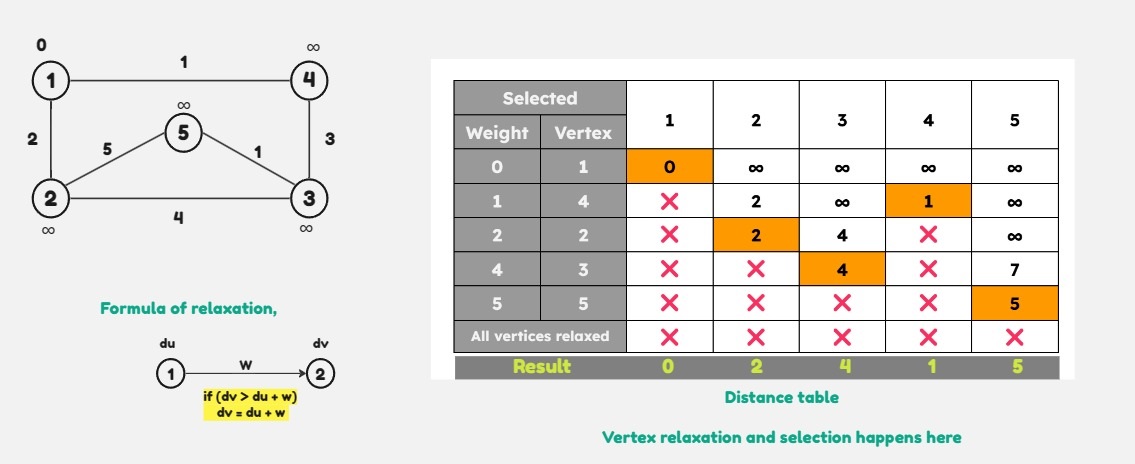 0
∞
1
1
4
∞
5
2
5
1
3
2
3
4
∞
∞
Formula of relaxation,
du
dv
1
w
2
if (dv > du + w)
dv = du + w
Selected
1 2 3 4 5
Weight Vertex
0 1 0 ∞ ∞ ∞ ∞
1 4 ❌ 2 ∞ 1 ∞
2 2 ❌ 2 4 ❌ ∞
4 3 ❌ ❌ 4 ❌ 7
5 5 ❌ ❌ ❌ ❌ 5
All vertices relaxed ❌ ❌ ❌ ❌ ❌
Result 0 2 4 1 5
Distance table
Vertex relaxation and selection happens here